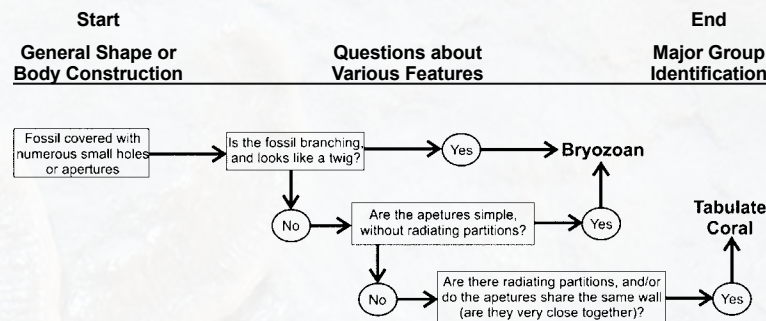 Start
End
General Shape or
Body Construction
Questions about
Various Features
Major Group
Identification
Fossil covered with
numerous small holes
or apertures
Is the fossil branching,
and looks like a twig?
Yes
Bryozoan
No
Are the apetures simple,
without radiating partitions?
Yes
Tabulate
Coral
No
Are there radiating partitions, and/or
do the apertures share the same wall
(are they very close together)?
Yes